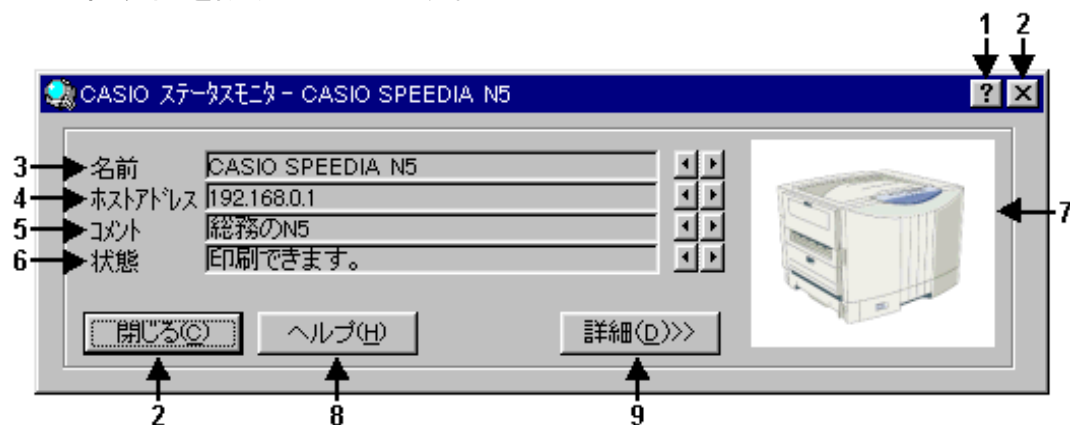 1 2
CASIO ステータスモニタ - CASIO SPEEDIA N5
? ×
3 名前 CASIO SPEEDIA N5
4 ホストアドレス 192.168.0.1
5 コメント 総務のN5
6 状態 印刷できます。
7
閉じる(C) ヘルプ(H) 詳細(D)>>>
2 8 9